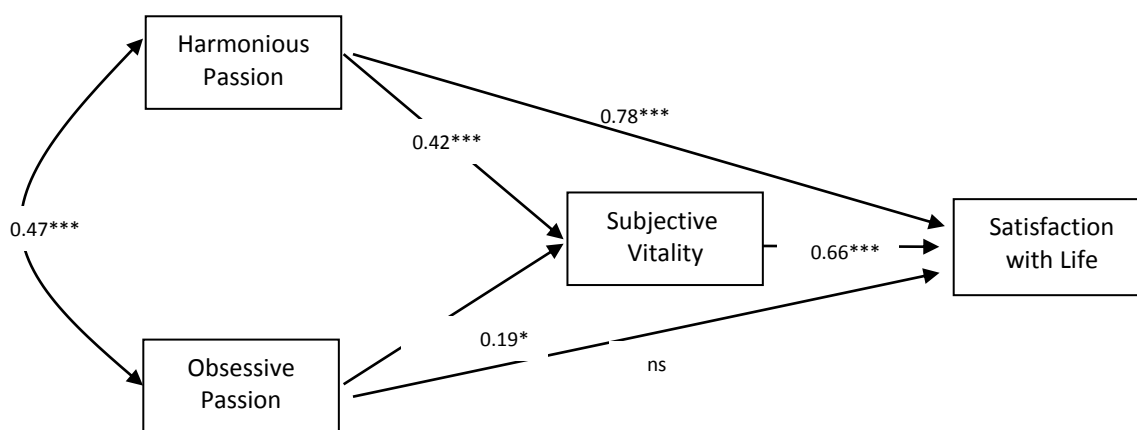 Harmonious
Passion
0.78***
0.42***
0.47***
Subjective
Vitality
0.66***
Satisfaction
with Life
0.19*
ns
Obsessive
Passion